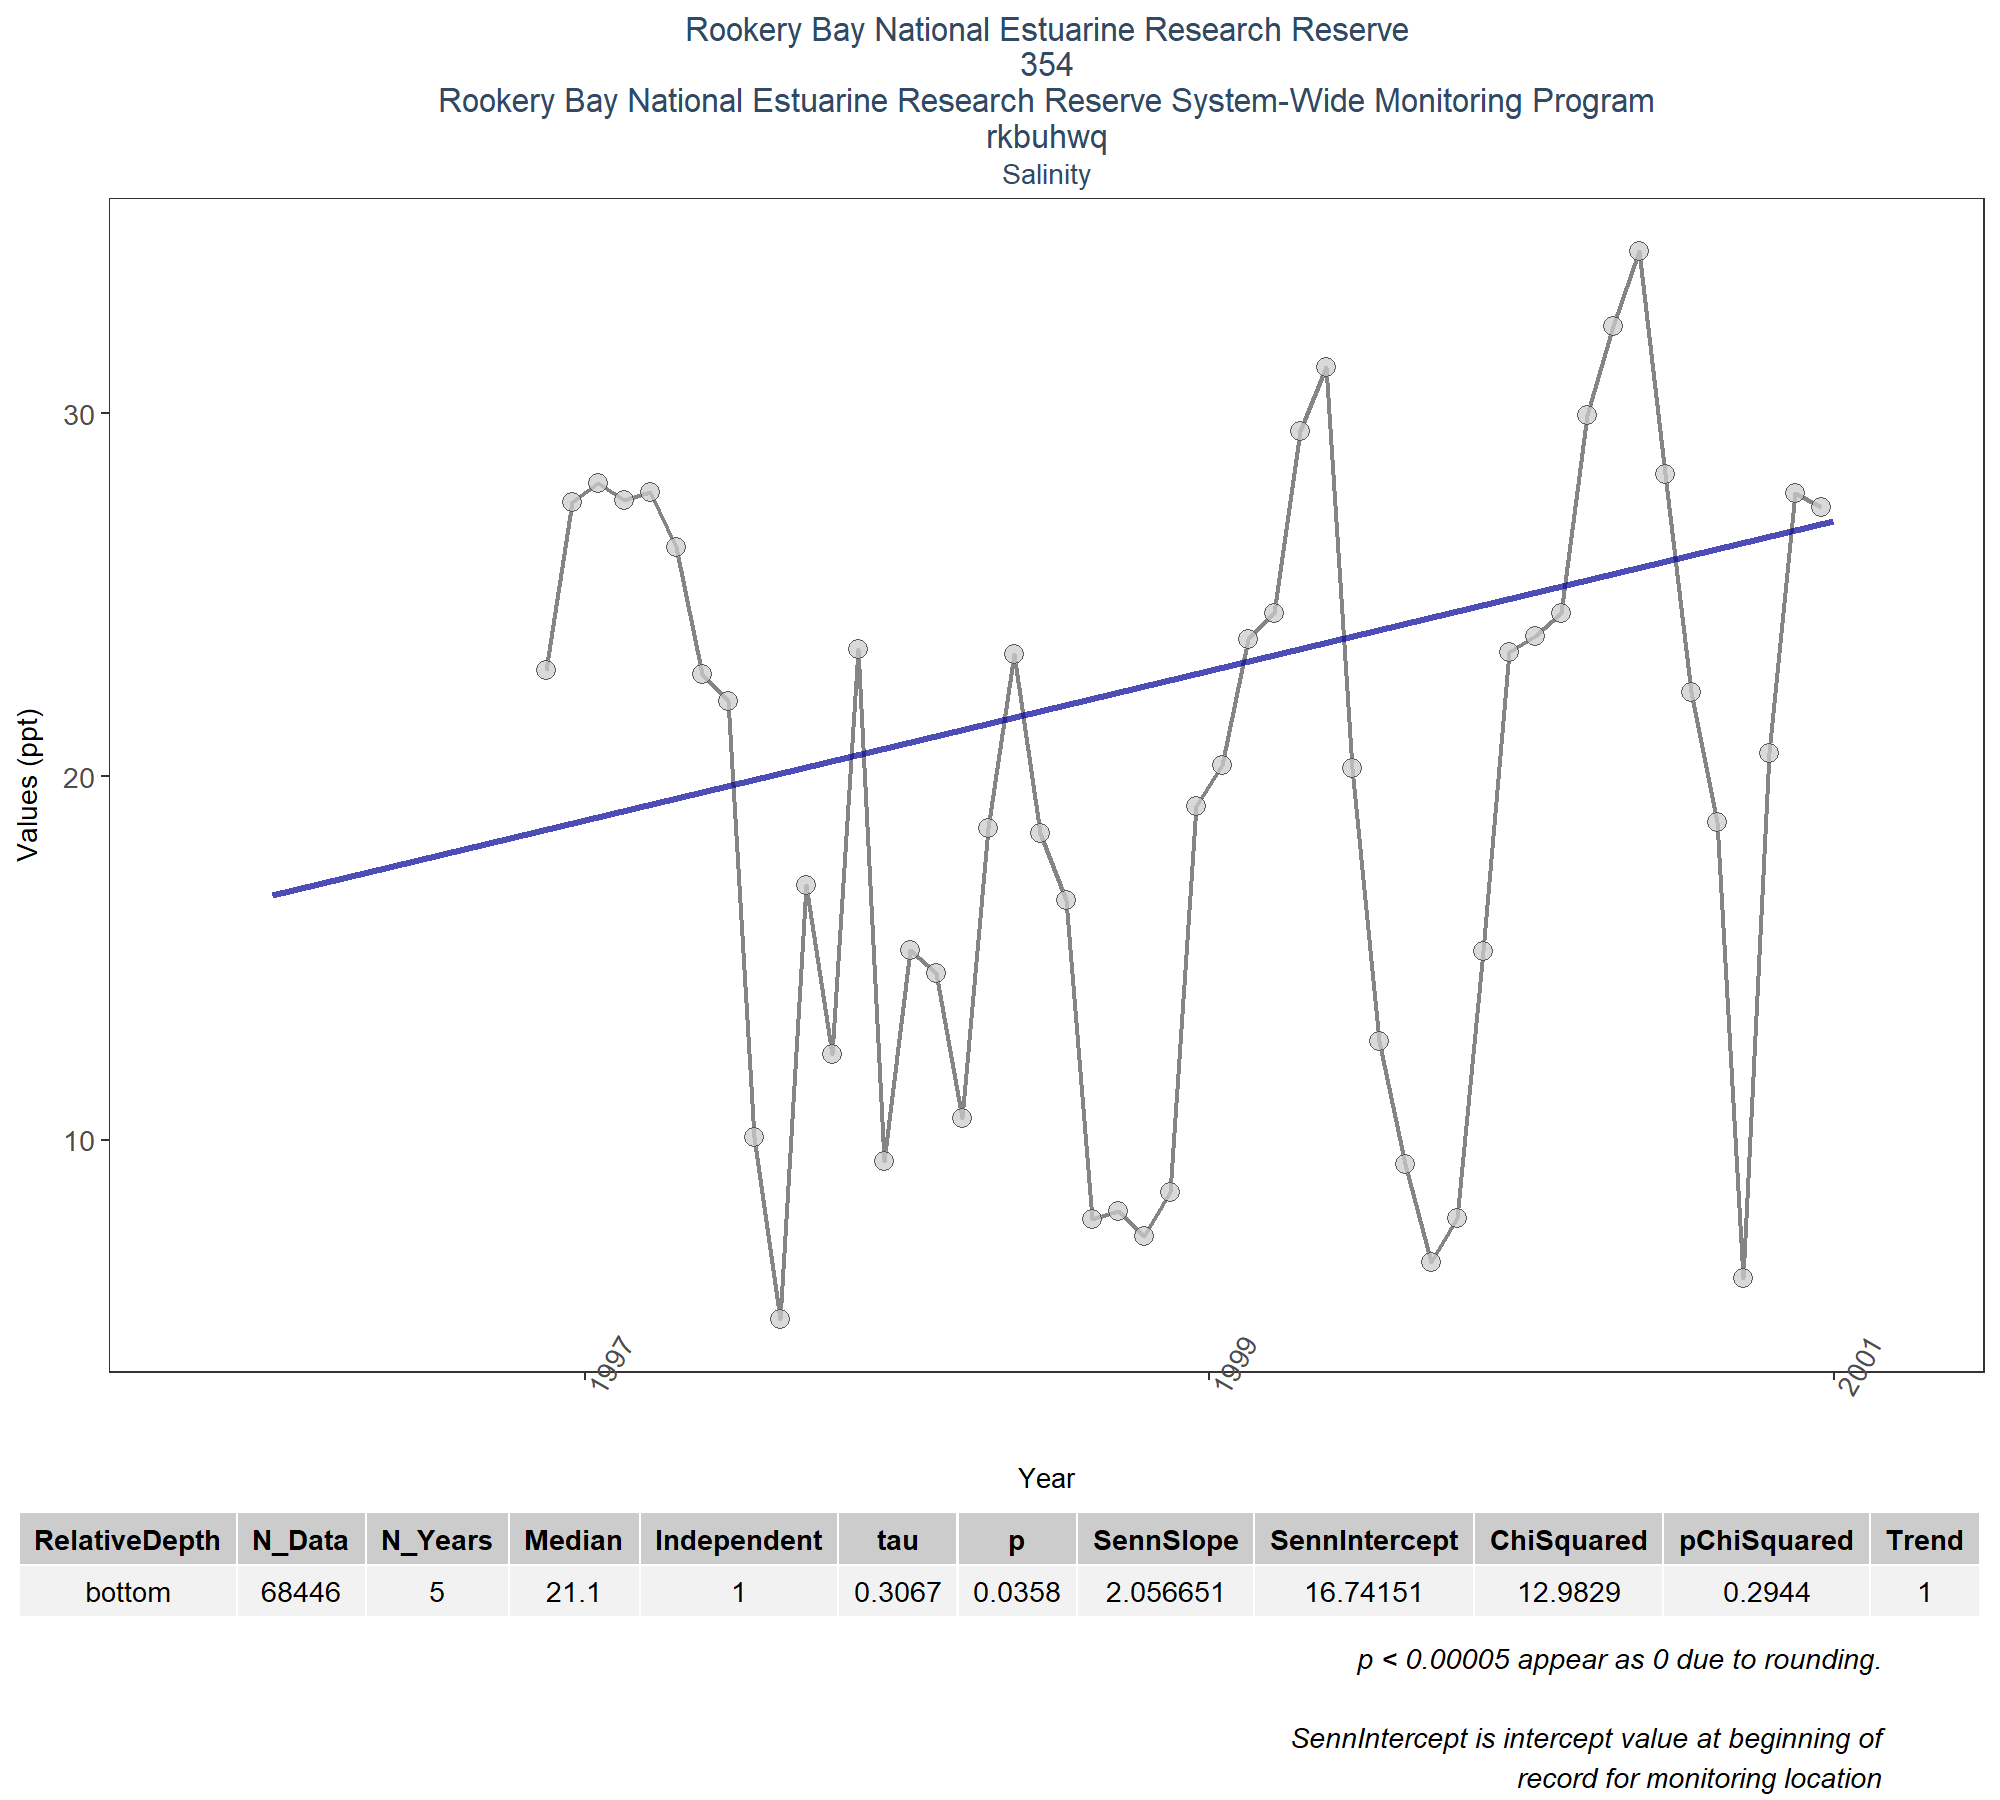 Rookery Bay National Estuarine Research Reserve
354
Rookery Bay National Estuarine Research Reserve System-Wide Monitoring Program
rkbuhwq
Salinity
Values (ppt)
30
20
10
1997
1999
2001
Year
RelativeDepth N_Data N_Years Median Independent tau p SennSlope SennIntercept ChiSquared pChiSquared Trend
bottom 68446 5 21.1 1 0.3067 0.0358 2.056651 16.74151 12.9829 0.2944 1
p < 0.00005 appear as 0 due to rounding.
SennIntercept is intercept value at beginning of
record for monitoring location